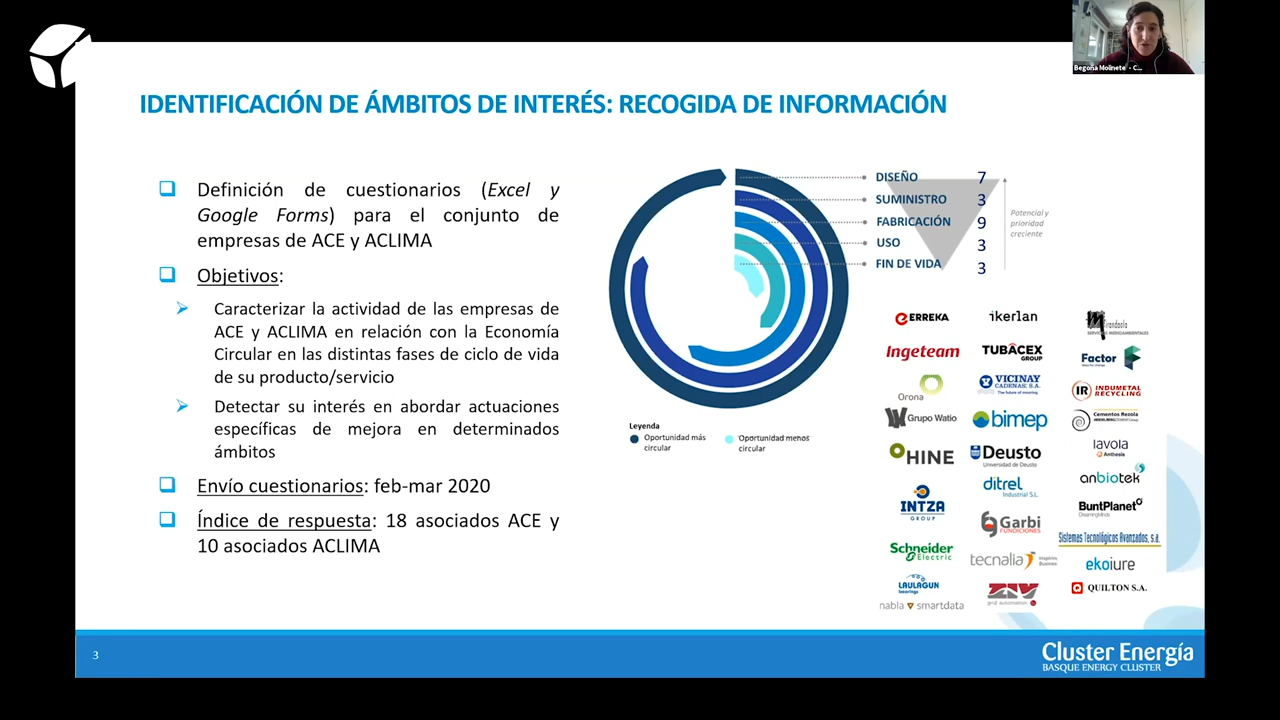 Begoña Molinete - C...
IDENTIFICACIÓN DE ÁMBITOS DE INTERÉS: RECOGIDA DE INFORMACIÓN
Definición de cuestionarios (Excel y
Google Forms) para el conjunto de
empresas de ACE y ACLIMA
Objetivos:
Caracterizar la actividad de las empresas de
ACE y ACLIMA en relación con la Economía
Circular en las distintas fases de ciclo de vida
de su producto/servicio
Detectar su interés en abordar actuaciones
específicas de mejora en determinados
ámbitos
Envío cuestionarios: feb-mar 2020
Índice de respuesta: 18 asociados ACE y
10 asociados ACLIMA
DISEÑO 7
SUMINISTRO 3
FABRICACIÓN 9
USO 3
FIN DE VIDA 3
Potencial y
prioridad
creciente
Leyenda
Oportunidad más
circular
Oportunidad menos
circular
ERREKA
ikerlan
SERVICIOS MEDIOAMBIENTALES
Ingeteam
TUBACEX
GROUP
Factor
Orona
VICINAY
CADENAS, S.A.
The future of mooring
IR INDUMETAL
RECYCLING
Grupo Watio
bimep
Cementos Rezola
HEIDELBERGCEMENT Group
HINE
Deusto
Universidad de Deusto
lavola
Anthesis
INTZA
GROUP
ditrel
Industrial S.L.
anbiotek
Garbi
FUNDICIONES
BuntPlanet
DreamingMinds
Schneider
Electric
tecnalia
Sistemas Tecnológicos Avanzados, s.a.
ekoiure
LAULAGUN
bearings
ZIV
grid automation
QUILTON S.A.
nabla smartdata
3
Cluster Energía
BASQUE ENERGY CLUSTER